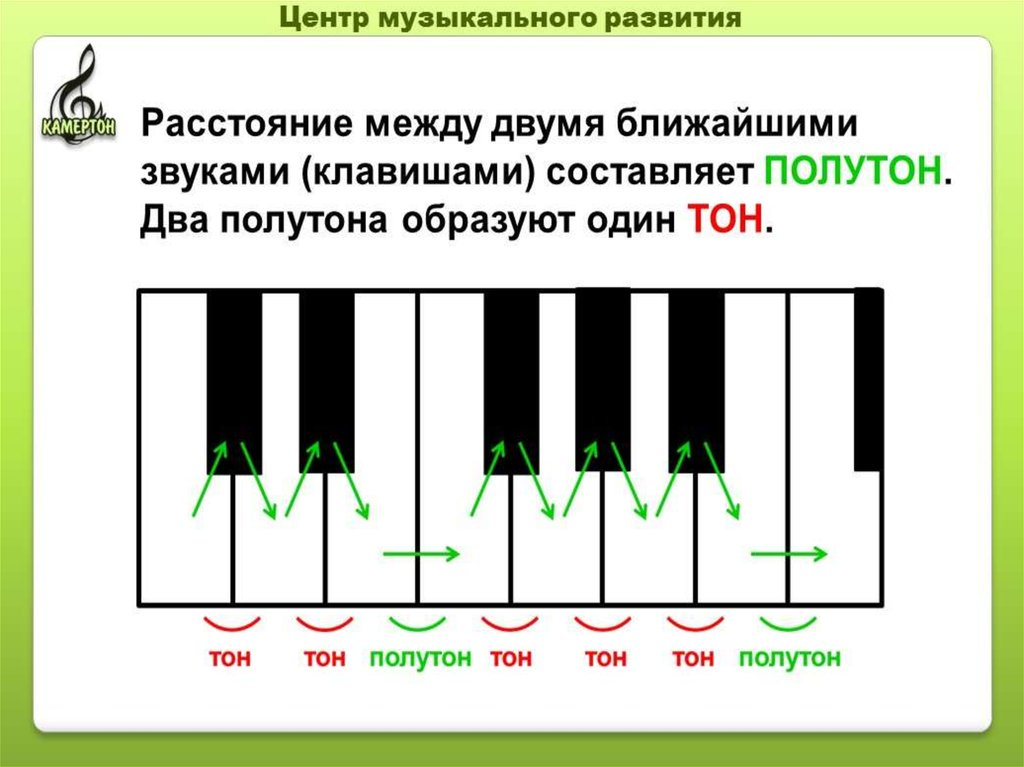 Центр музыкального развития
КАМЕРТОН
Расстояние между двумя ближайшими
звуками (клавишами) составляет ПОЛУТОН.
Два полутона образуют один ТОН.
тон тон полутон тон тон тон полутон